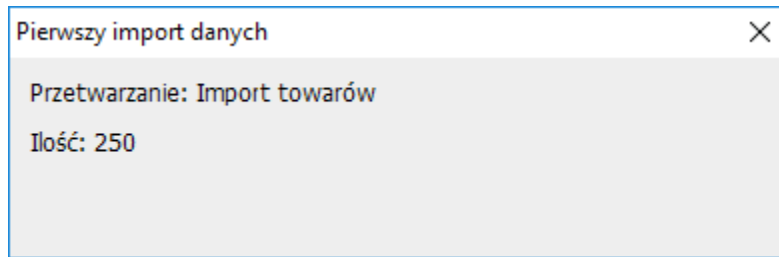 Pierwszy import danych
Przetwarzanie: Import towarów
Ilość: 250